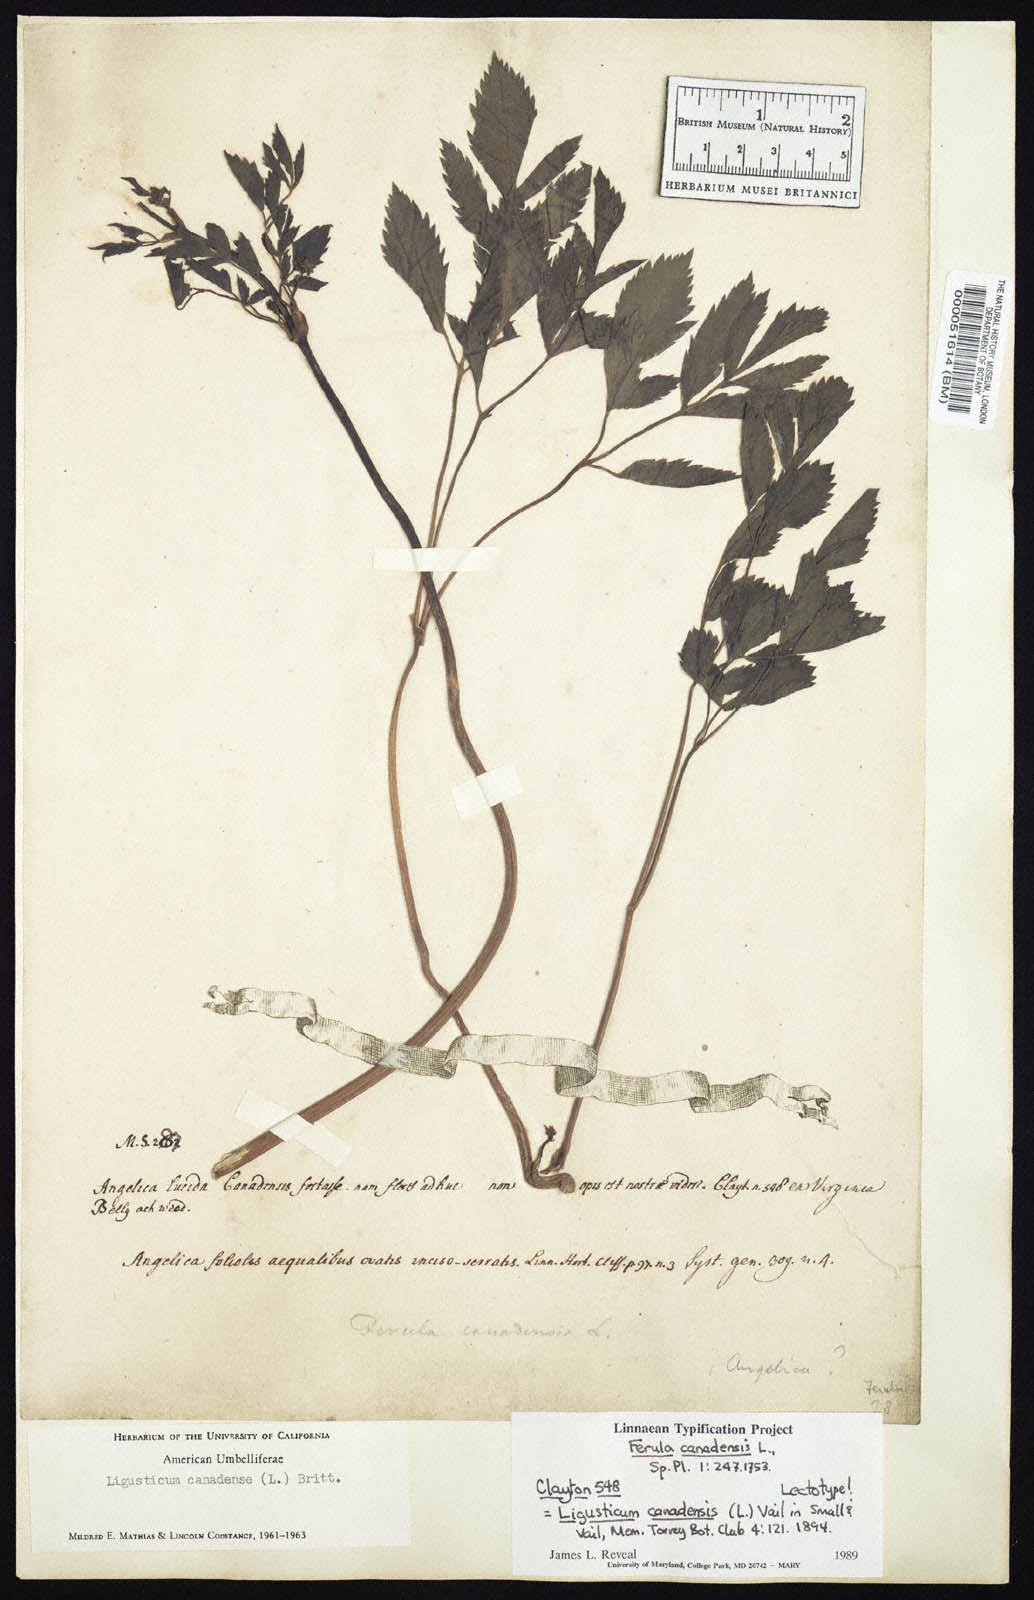 1 2
BRITISH MUSEUM (NATURAL HISTORY)
1 2 3 4 5
HERBARIUM MUSEI BRITANNICI
THE NATURAL HISTORY MUSEUM, LONDON
DEPARTMENT OF BOTANY
000051614 (BM)
M.S.
Angelica lucida Canadensis fortasse. nam flores adhuc non opus est nostræ videre. Clayt. n. 548 ex Virginia
Belly ach weed.
Angelica foliolis aequalibus ovatis inciso-serratis. Linn. Hort. Cliff. p. 97. n. 3 Syst. gen. 309. n. 4.
Ferula canadensis L.
Angelica?
Ferula
HERBARIUM OF THE UNIVERSITY OF CALIFORNIA
American Umbelliferae
Ligusticum canadense (L.) Britt.
MILDRED E. MATHIAS & LINCOLN CONSTANCE, 1961-1963
Linnaean Typification Project
Ferula canadensis L.,
Sp. Pl. 1: 247. 1753.
Clayton 548 Lectotype!
= Ligusticum canadensis (L.) Vail in Small &
Vail, Mem. Torrey Bot. Club 4: 121. 1894.
James L. Reveal 1989
University of Maryland, College Park, MD 20742 – MARY